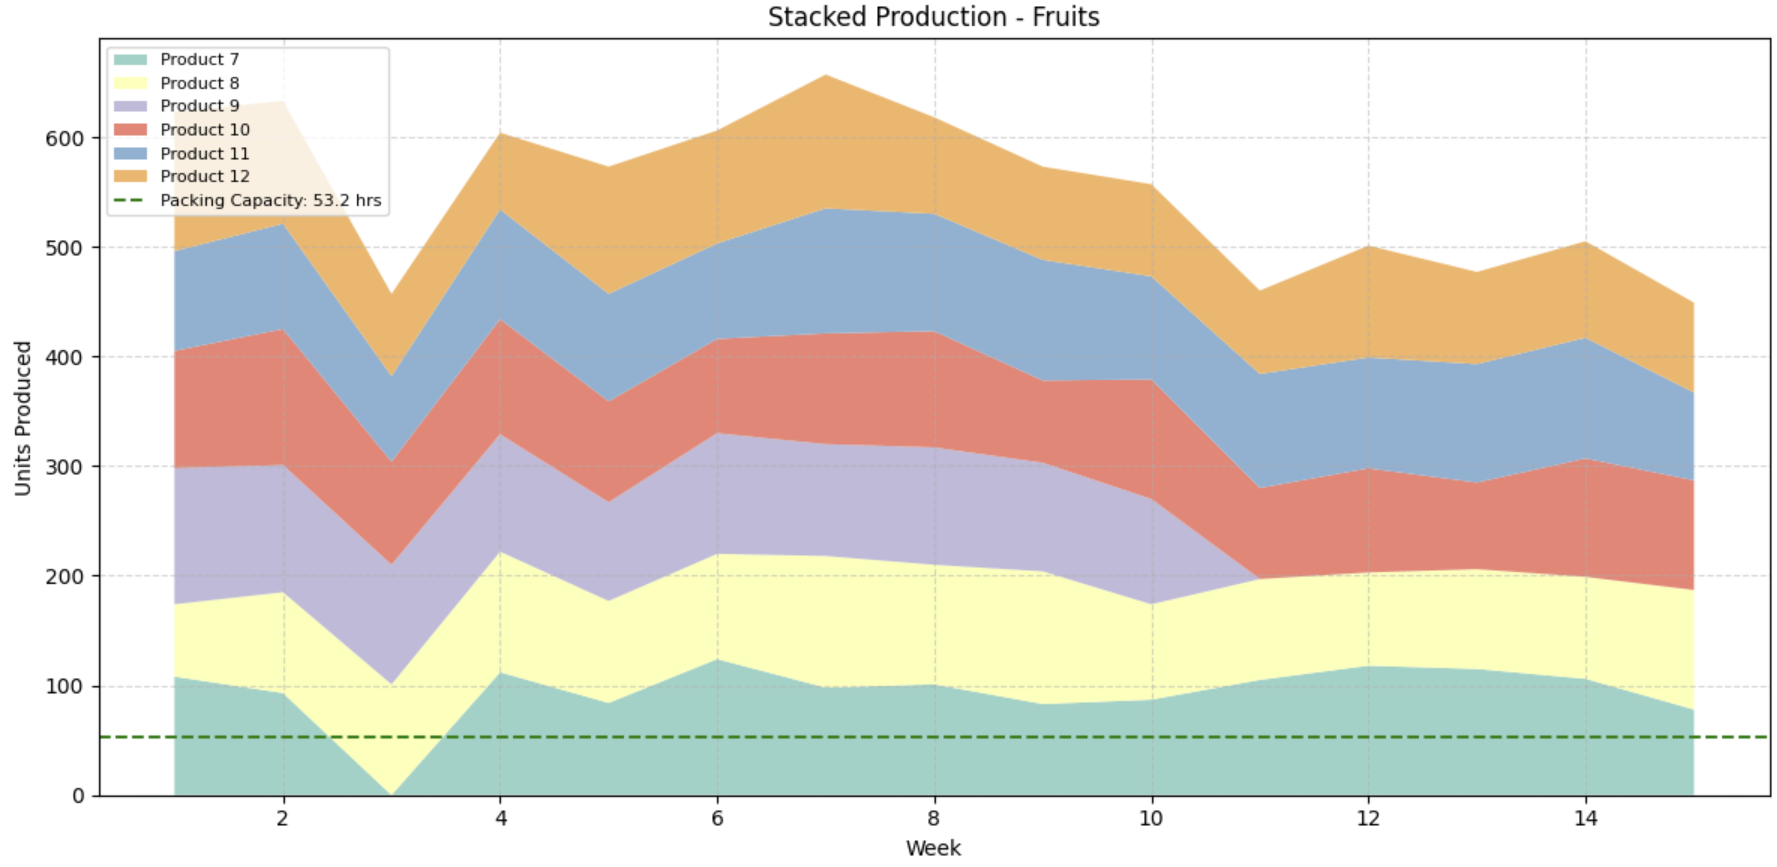 Stacked Production - Fruits
Product 7
Product 8
Product 9
Product 10
Product 11
Product 12
Packing Capacity: 53.2 hrs
Units Produced
600
500
400
300
200
100
0
2 4 6 8 10 12 14
Week